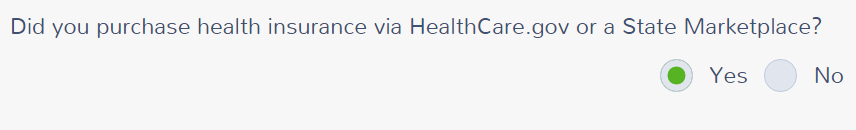 Did you purchase health insurance via HealthCare.gov or a State Marketplace?
Yes No